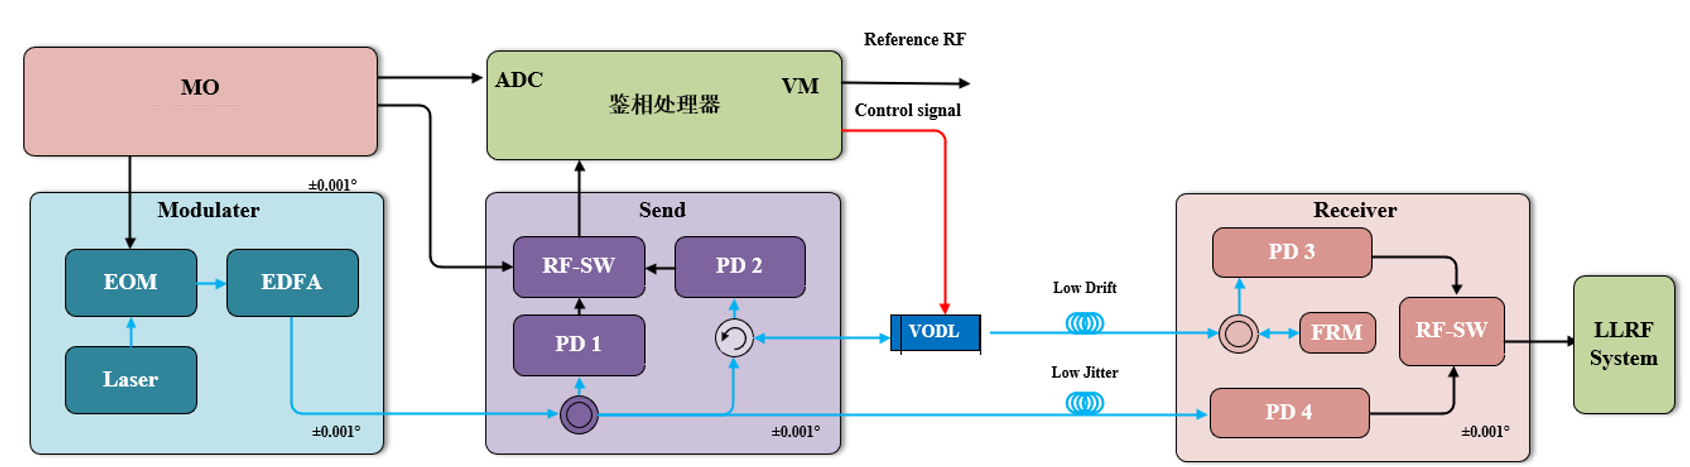 Reference RF
MO
ADC
VM
鉴相处理器
Control signal
±0.001°
Modulater
Send
Receiver
EOM
EDFA
RF-SW
PD 2
PD 3
Low Drift
PD 1
VODL
FRM
RF-SW
LLRF
System
Laser
Low Jitter
PD 4
±0.001°
±0.001°
±0.001°